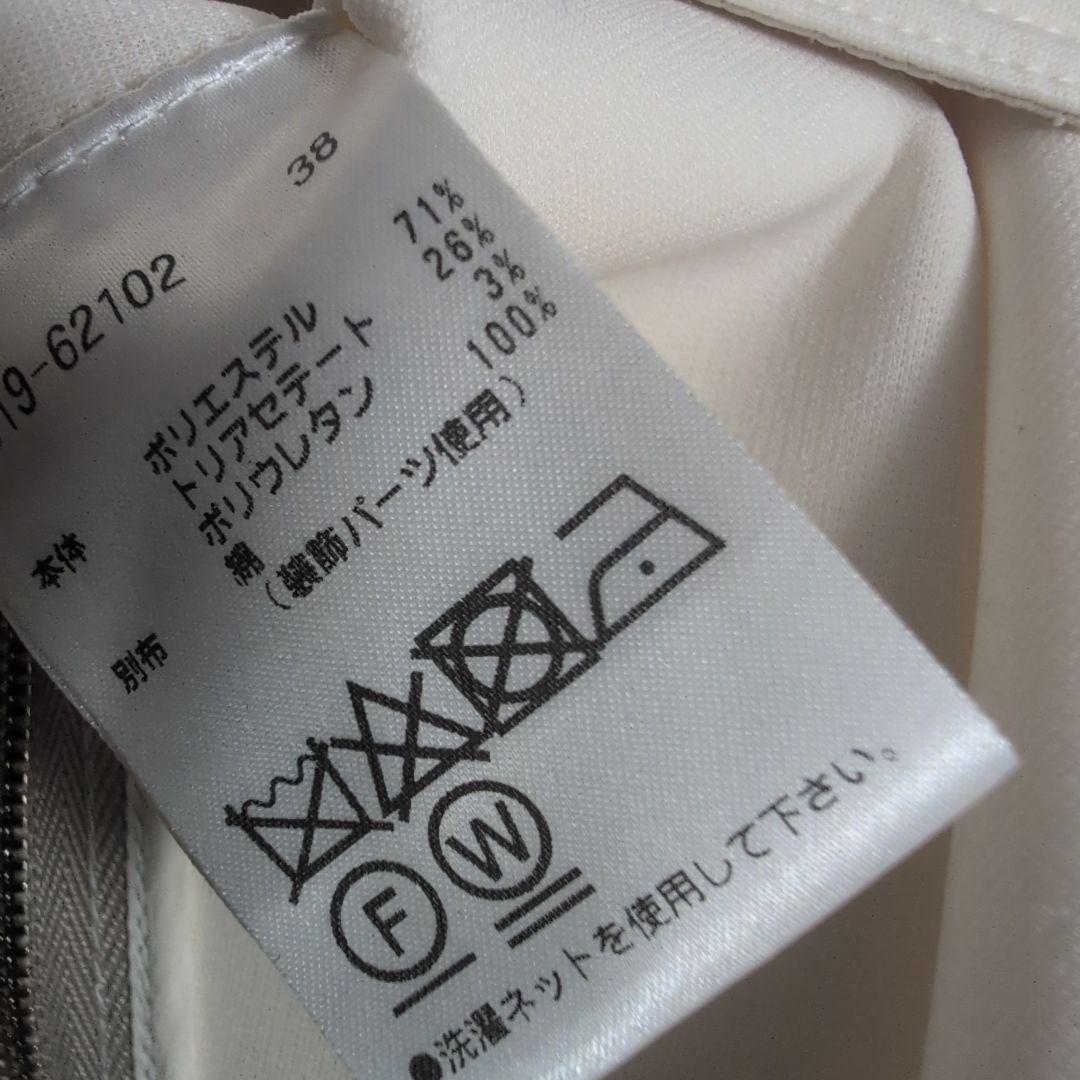 38
19-62102
本体 ポリエステル 71%
トリアセテート 26%
ポリウレタン 3%
別布 綿 100%
(装飾パーツ使用)
F W
●洗濯ネットを使用して下さい。